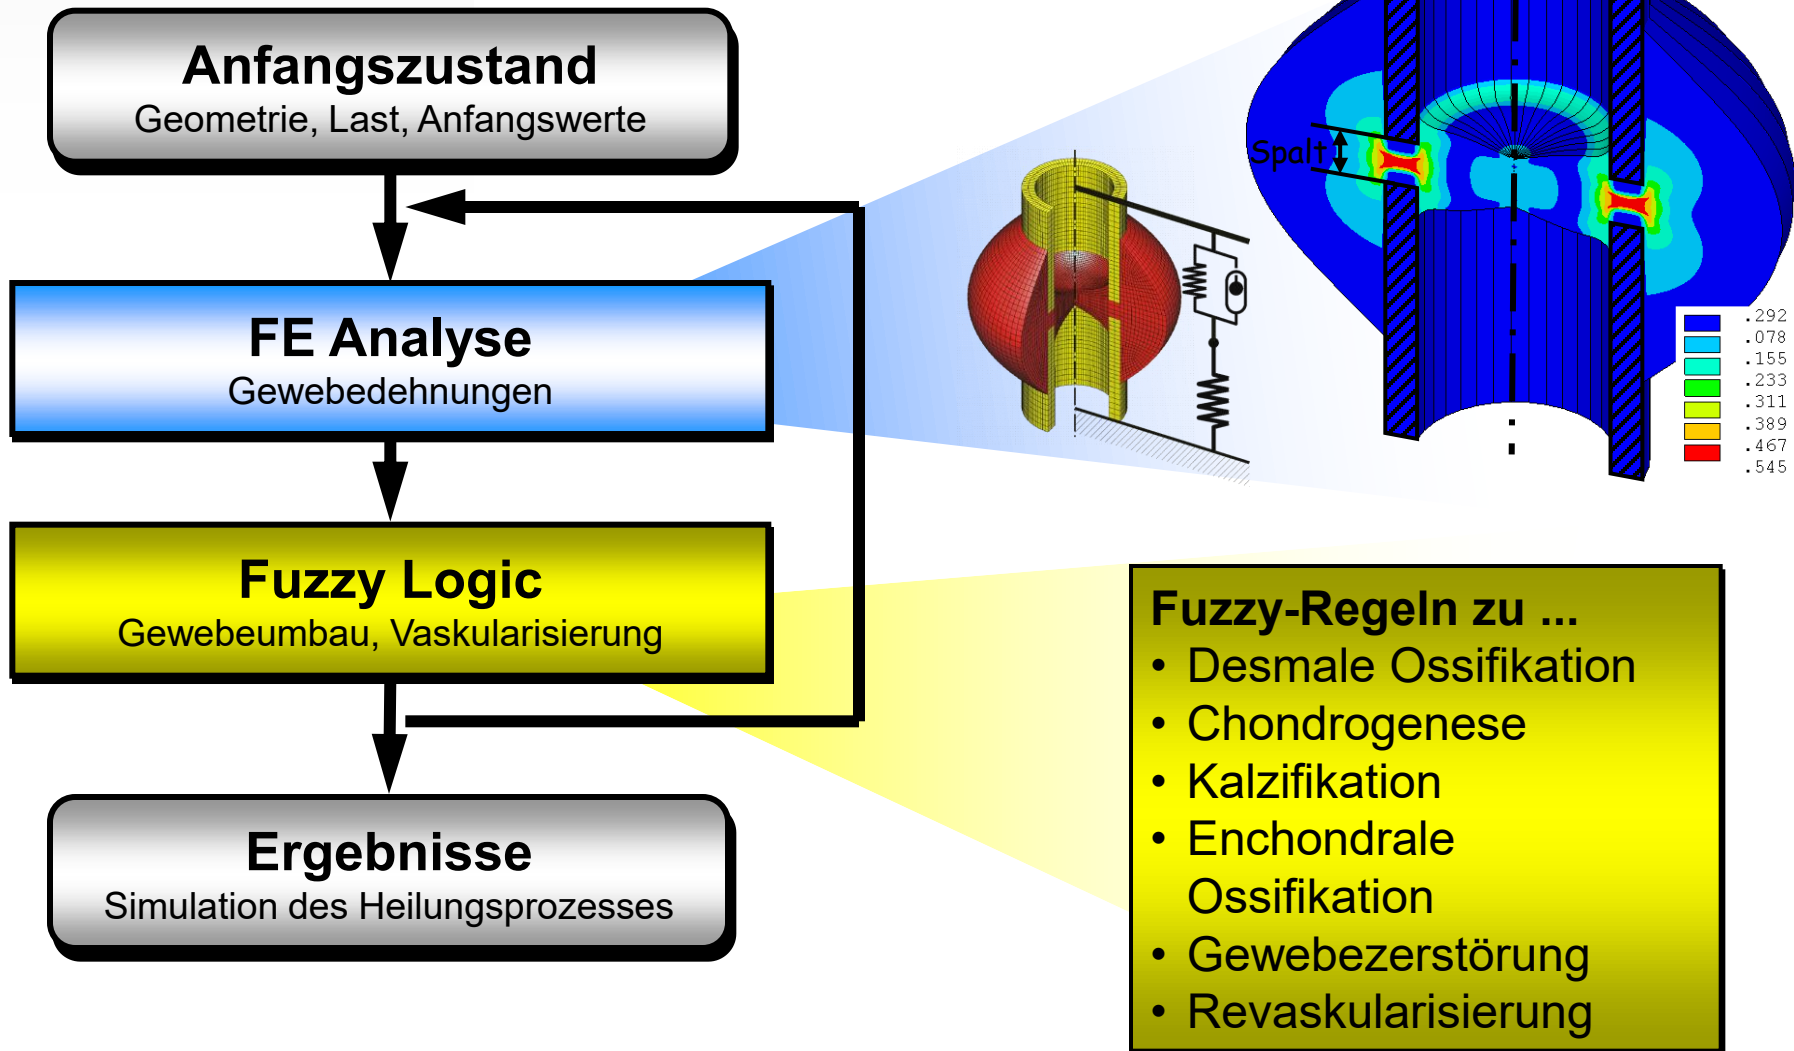 Anfangszustand
Geometrie, Last, Anfangswerte
FE Analyse
Gewebedehnungen
Fuzzy Logic
Gewebeumbau, Vaskularisierung
Ergebnisse
Simulation des Heilungsprozesses
Spalt
.292
.078
.155
.233
.311
.389
.467
.545
Fuzzy-Regeln zu ...
• Desmale Ossifikation
• Chondrogenese
• Kalzifikation
• Enchondrale
Ossifikation
• Gewebezerstörung
• Revaskularisierung